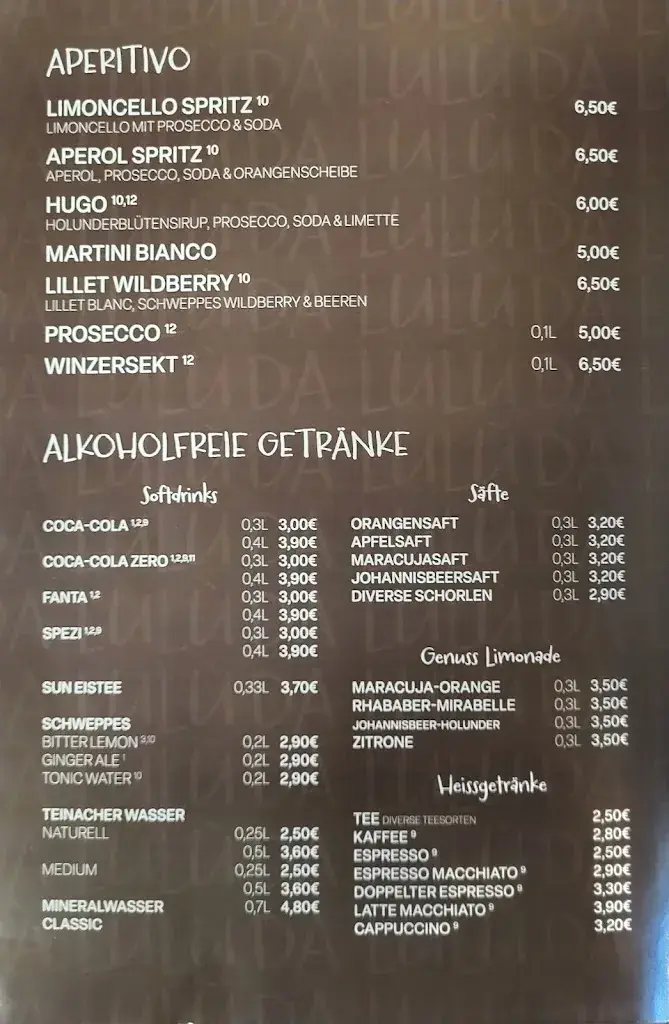 APERITIVO
LIMONCELLO SPRITZ 10 6,50€
LIMONCELLO MIT PROSECCO & SODA
APEROL SPRITZ 10 6,50€
APEROL, PROSECCO, SODA & ORANGENSCHEIBE
HUGO 10,12 6,00€
HOLUNDERBLÜTENSIRUP, PROSECCO, SODA & LIMETTE
MARTINI BIANCO 5,00€
LILLET WILDBERRY 10 6,50€
LILLET BLANC, SCHWEPPES WILDBERRY & BEEREN
PROSECCO 12 0,1L 5,00€
WINZERSEKT 12 0,1L 6,50€
ALKOHOLFREIE GETRÄNKE
Softdrinks
COCA-COLA 1,2,9 0,3L 3,00€
0,4L 3,90€
COCA-COLA ZERO 1,2,9,11 0,3L 3,00€
0,4L 3,90€
FANTA 1,2 0,3L 3,00€
0,4L 3,90€
SPEZI 1,2,9 0,3L 3,00€
0,4L 3,90€
SUN EISTEE 0,33L 3,70€
SCHWEPPES
BITTER LEMON 3,10 0,2L 2,90€
GINGER ALE 1 0,2L 2,90€
TONIC WATER 10 0,2L 2,90€
TEINACHER WASSER
NATURELL 0,25L 2,50€
0,5L 3,60€
MEDIUM 0,25L 2,50€
0,5L 3,60€
MINERALWASSER 0,7L 4,80€
CLASSIC
Säfte
ORANGENSAFT 0,3L 3,20€
APFELSAFT 0,3L 3,20€
MARACUJASAFT 0,3L 3,20€
JOHANNISBEERSAFT 0,3L 3,20€
DIVERSE SCHORLEN 0,3L 2,90€
Genuss Limonade
MARACUJA-ORANGE 0,3L 3,50€
RHABABER-MIRABELLE 0,3L 3,50€
JOHANNISBEER-HOLUNDER 0,3L 3,50€
ZITRONE 0,3L 3,50€
Heissgetränke
TEE DIVERSE TEESORTEN 2,50€
KAFFEE 9 2,80€
ESPRESSO 9 2,50€
ESPRESSO MACCHIATO 9 2,90€
DOPPELTER ESPRESSO 9 3,30€
LATTE MACCHIATO 9 3,90€
CAPPUCCINO 9 3,20€